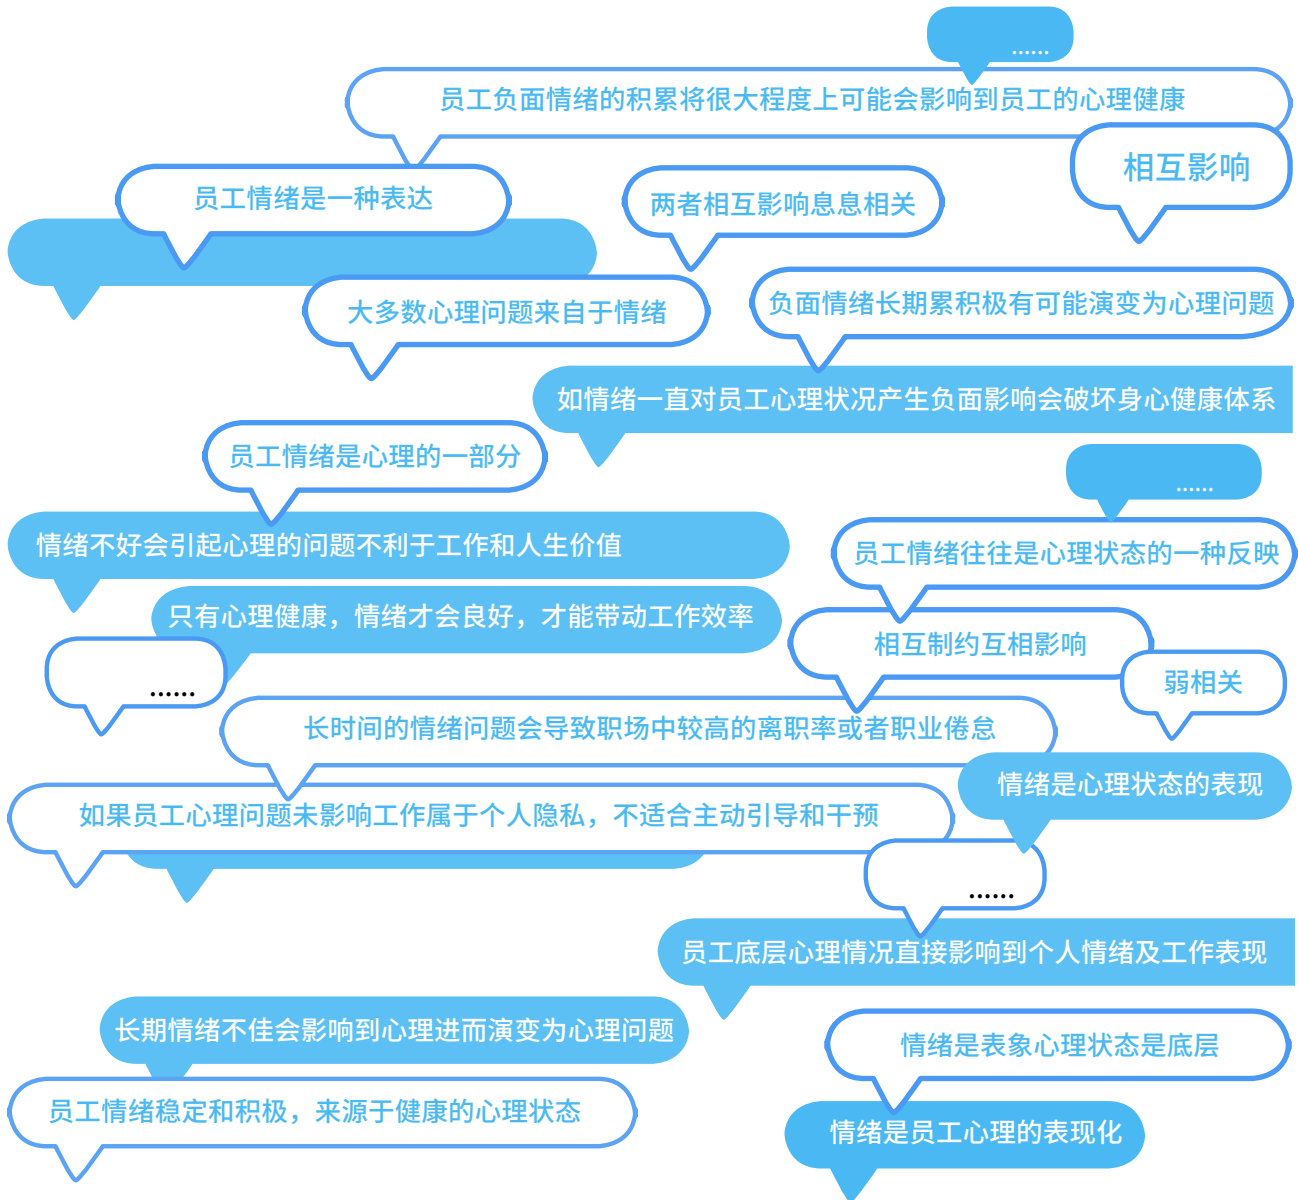 ......
员工负面情绪的积累将很大程度上可能会影响到员工的心理健康
相互影响
员工情绪是一种表达
两者相互影响息息相关
大多数心理问题来自于情绪
负面情绪长期累积极有可能演变为心理问题
如情绪一直对员工心理状况产生负面影响会破坏身心健康体系
员工情绪是心理的一部分
......
情绪不好会引起心理的问题不利于工作和人生价值
员工情绪往往是心理状态的一种反映
只有心理健康，情绪才会良好，才能带动工作效率
相互制约互相影响
......
弱相关
长时间的情绪问题会导致职场中较高的离职率或者职业倦怠
情绪是心理状态的表现
如果员工心理问题未影响工作属于个人隐私，不适合主动引导和干预
......
员工底层心理情况直接影响到个人情绪及工作表现
长期情绪不佳会影响到心理进而演变为心理问题
情绪是表象心理状态是底层
员工情绪稳定和积极，来源于健康的心理状态
情绪是员工心理的表现化